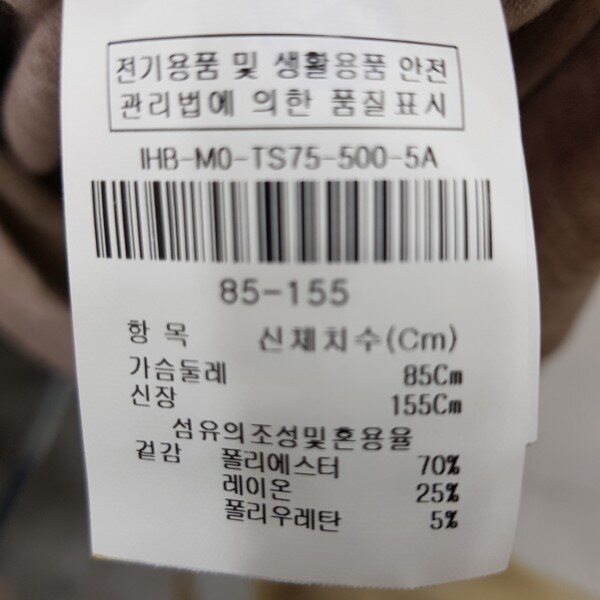 전기용품 및 생활용품 안전
관리법에 의한 품질표시
IHB-MO-TS75-500-5A
85-155
항 목 신체치수(Cm)
가슴둘레 85Cm
신장 155Cm
섬유의조성및혼용율
겉감 폴리에스터 70%
레이온 25%
폴리우레탄 5%